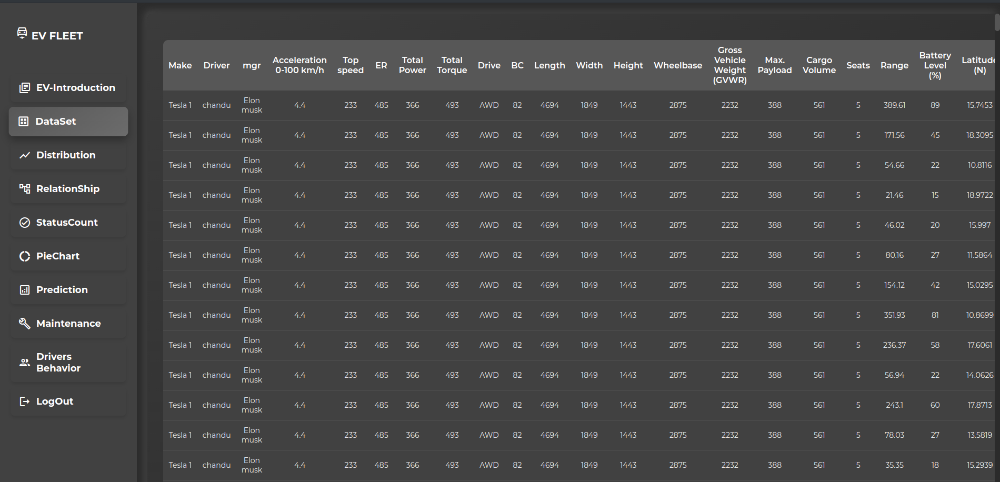 EV FLEET
EV-Introduction
DataSet
Distribution
RelationShip
StatusCount
PieChart
Prediction
Maintenance
Drivers
Behavior
LogOut
Make Driver mgr Acceleration 0-100 km/h Top speed ER Total Power Total Torque Drive BC Length Width Height Wheelbase Gross Vehicle Weight (GVWR) Max. Payload Cargo Volume Seats Range Battery Level (%) Latitude (N)
Tesla 1 chandu Elon musk 4.4 233 485 366 493 AWD 82 4694 1849 1443 2875 2232 388 561 5 389.61 89 15.7453
Tesla 1 chandu Elon musk 4.4 233 485 366 493 AWD 82 4694 1849 1443 2875 2232 388 561 5 171.56 45 18.3095
Tesla 1 chandu Elon musk 4.4 233 485 366 493 AWD 82 4694 1849 1443 2875 2232 388 561 5 54.66 22 10.8116
Tesla 1 chandu Elon musk 4.4 233 485 366 493 AWD 82 4694 1849 1443 2875 2232 388 561 5 21.46 15 18.9722
Tesla 1 chandu Elon musk 4.4 233 485 366 493 AWD 82 4694 1849 1443 2875 2232 388 561 5 46.02 20 15.997
Tesla 1 chandu Elon musk 4.4 233 485 366 493 AWD 82 4694 1849 1443 2875 2232 388 561 5 80.16 27 11.5864
Tesla 1 chandu Elon musk 4.4 233 485 366 493 AWD 82 4694 1849 1443 2875 2232 388 561 5 154.12 42 15.0295
Tesla 1 chandu Elon musk 4.4 233 485 366 493 AWD 82 4694 1849 1443 2875 2232 388 561 5 351.93 81 10.8699
Tesla 1 chandu Elon musk 4.4 233 485 366 493 AWD 82 4694 1849 1443 2875 2232 388 561 5 236.37 58 17.6061
Tesla 1 chandu Elon musk 4.4 233 485 366 493 AWD 82 4694 1849 1443 2875 2232 388 561 5 56.94 22 14.0626
Tesla 1 chandu Elon musk 4.4 233 485 366 493 AWD 82 4694 1849 1443 2875 2232 388 561 5 243.1 60 17.8713
Tesla 1 chandu Elon musk 4.4 233 485 366 493 AWD 82 4694 1849 1443 2875 2232 388 561 5 78.03 27 13.5819
Tesla 1 chandu Elon musk 4.4 233 485 366 493 AWD 82 4694 1849 1443 2875 2232 388 561 5 35.35 18 15.2939